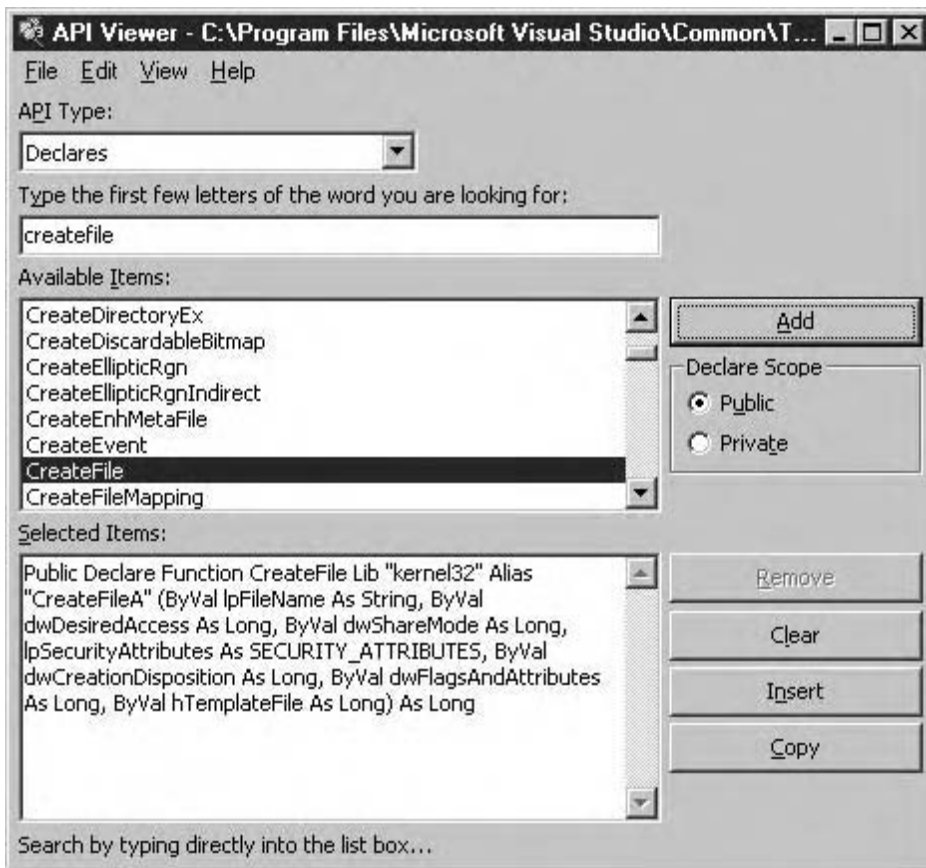 API Viewer - C:\Program Files\Microsoft Visual Studio\Common\T...
File Edit View Help
API Type:
Declares
Type the first few letters of the word you are looking for:
createfile
Available Items:
CreateDirectoryEx
CreateDiscardableBitmap
CreateEllipticRgn
CreateEllipticRgnIndirect
CreateEnhMetaFile
CreateEvent
CreateFile
CreateFileMapping
Add
Declare Scope
Public
Private
Selected Items:
Public Declare Function CreateFile Lib "kernel32" Alias
"CreateFileA" (ByVal lpFileName As String, ByVal
dwDesiredAccess As Long, ByVal dwShareMode As Long,
lpSecurityAttributes As SECURITY_ATTRIBUTES, ByVal
dwCreationDisposition As Long, ByVal dwFlagsAndAttributes
As Long, ByVal hTemplateFile As Long) As Long
Remove
Clear
Insert
Copy
Search by typing directly into the list box...